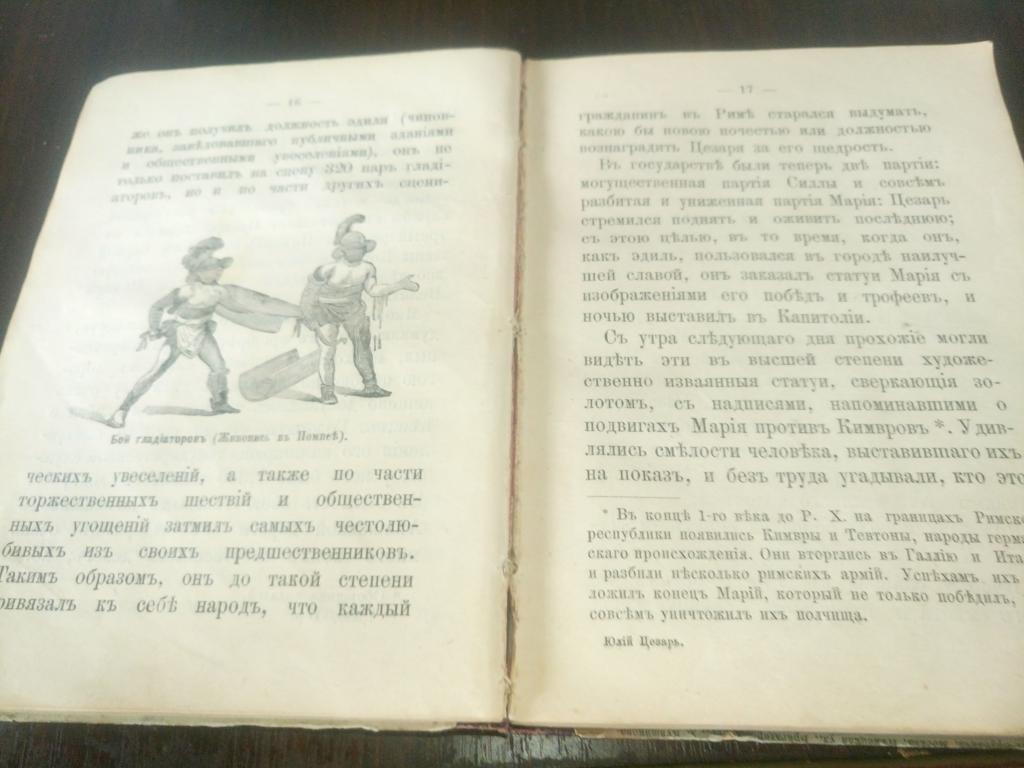 — 16 —
же онъ получилъ должность эдиля (чинов-
ника, завѣдовавшаго публичными зданіями
и общественными увеселеніями), онъ не
только поставилъ на сцену 320 паръ гладі-
аторовъ, но и по части другихъ сцени-
Бой гладіаторовъ (Живопись въ Помпеѣ).
ческихъ увеселеній, а также по части
торжественныхъ шествій и обществен-
ныхъ угощеній затмилъ самыхъ честолю-
бивыхъ изъ своихъ предшественниковъ.
Такимъ образомъ, онъ до такой степени
привязалъ къ себѣ народъ, что каждый
— 17 —
гражданинъ въ Римѣ старался выдумать,
какою бы новою почестью или должностью
вознаградить Цезаря за его щедрость.
Въ государствѣ были теперь двѣ партіи:
могущественная партія Силлы и совсѣмъ
разбитая и униженная партія Марія: Цезарь
стремился поднять и оживить послѣднюю;
съ этою цѣлью, въ то время, когда онъ,
какъ эдиль, пользовался въ городѣ наилуч-
шей славой, онъ заказалъ статуи Марія съ
изображеніями его побѣдъ и трофеевъ, и
ночью выставилъ въ Капитоліи.
Съ утра слѣдующаго дня прохожіе могли
видѣть эти въ высшей степени художе-
ственно изваянныя статуи, сверкающія зо-
лотомъ, съ надписями, напоминавшими о
подвигахъ Марія противъ Кимвровъ *. Удив-
лялись смѣлости человѣка, выставившаго ихъ
на показъ, и безъ труда угадывали, кто это
* Въ концѣ 1-го вѣка до Р. Х. на границахъ Римско
республики появились Кимвры и Тевтоны, народы герма
скаго происхожденія. Они вторглись въ Галлію и Ита
и разбили нѣсколько римскихъ армій. Успѣхамъ ихъ
ложилъ конецъ Марій, который не только побѣдилъ,
совсѣмъ уничтожилъ ихъ полчища.
Юлій Цезарь.